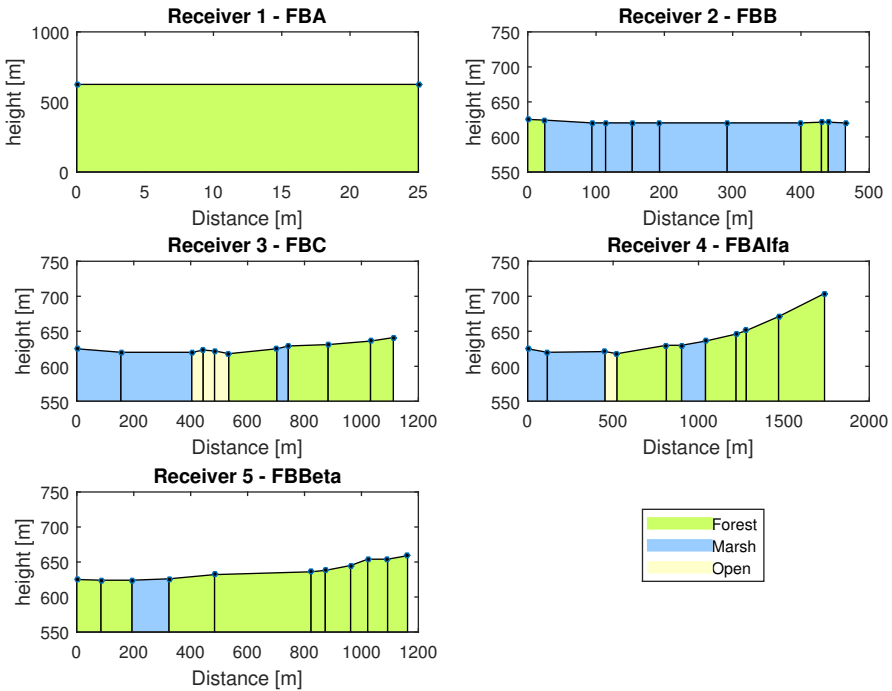 Receiver 1 - FBA
height [m]
1000
500
0
0 5 10 15 20 25
Distance [m]
Receiver 2 - FBB
height [m]
750
700
650
600
550
0 100 200 300 400 500
Distance [m]
Receiver 3 - FBC
height [m]
750
700
650
600
550
0 200 400 600 800 1000 1200
Distance [m]
Receiver 4 - FBAlfa
height [m]
750
700
650
600
550
0 500 1000 1500 2000
Distance [m]
Receiver 5 - FBBeta
height [m]
750
700
650
600
550
0 200 400 600 800 1000 1200
Distance [m]
Forest
Marsh
Open